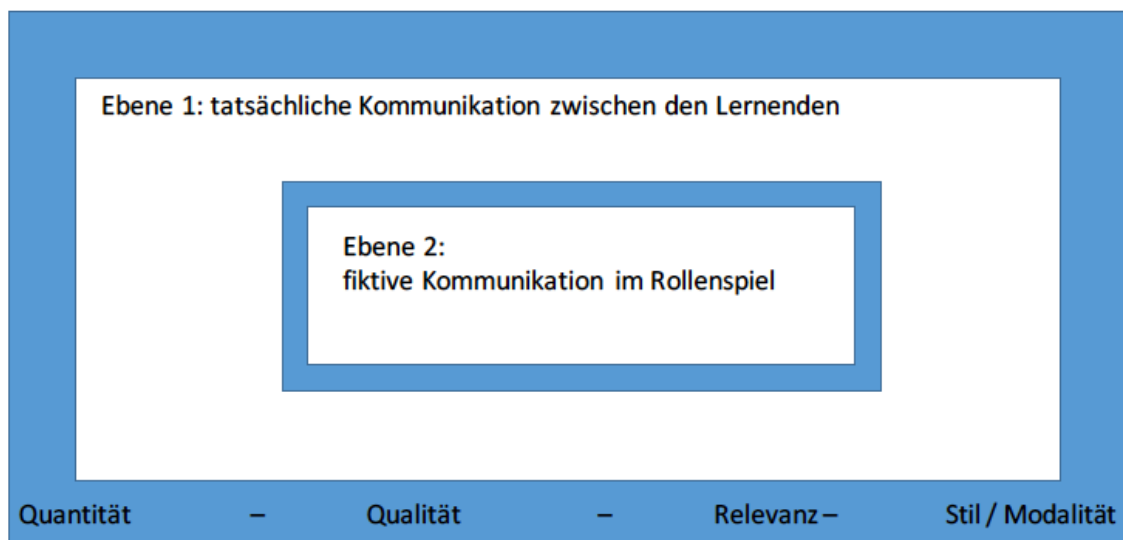 Ebene 1: tatsächliche Kommunikation zwischen den Lernenden
Ebene 2:
fiktive Kommunikation im Rollenspiel
Quantität – Qualität – Relevanz – Stil / Modalität